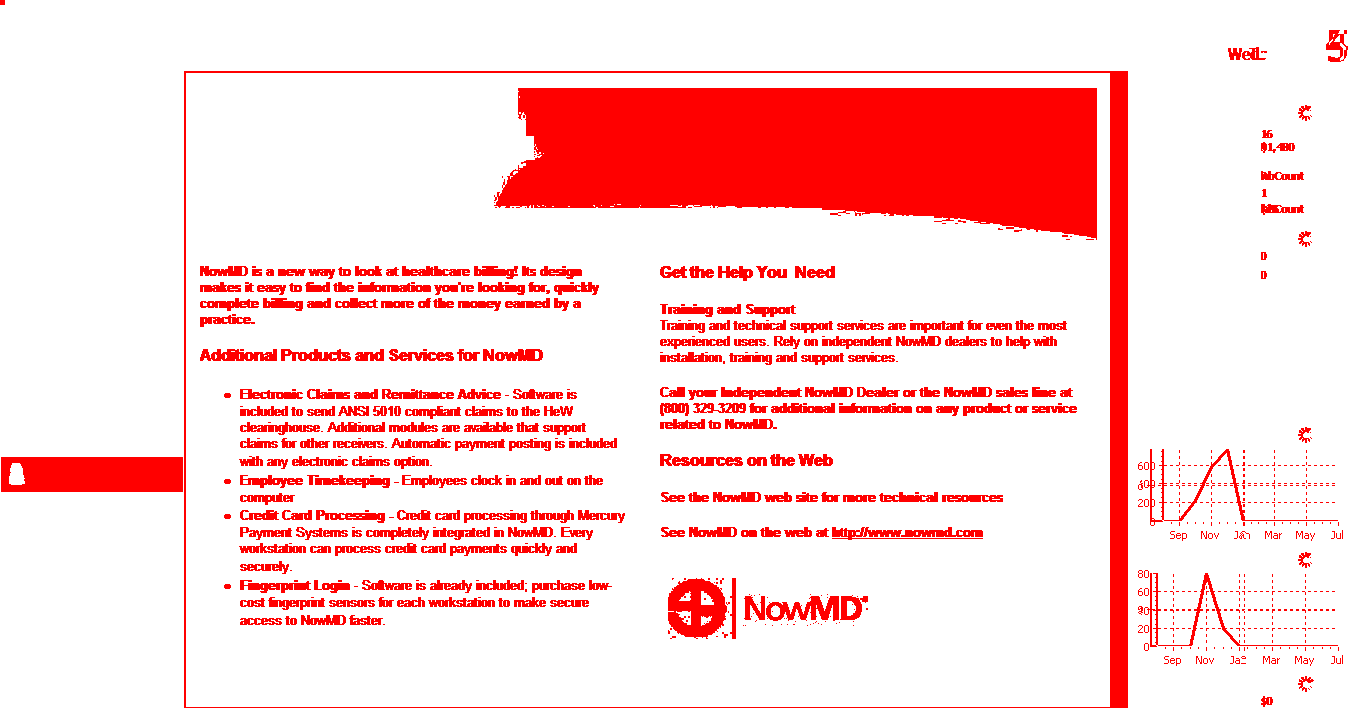 NowMD is a new way to look at healthcare billing! Its design
makes it easy to find the information you're looking for, quickly
complete billing and collect more of the money earned by a
practice.
Additional Products and Services for NowMD
• Electronic Claims and Remittance Advice - Software is
included to send ANSI 5010 compliant claims to the HeW
clearinghouse. Additional modules are available that support
claims for other receivers. Automatic payment posting is included
with any electronic claims option.
• Employee Timekeeping - Employees clock in and out on the
computer
• Credit Card Processing - Credit card processing through Mercury
Payment Systems is completely integrated in NowMD. Every
workstation can process credit card payments quickly and
securely.
• Fingerprint Login - Software is already included; purchase low-
cost fingerprint sensors for each workstation to make secure
access to NowMD faster.
Get the Help You Need
Training and Support
Training and technical support services are important for even the most
experienced users. Rely on independent NowMD dealers to help with
installation, training and support services.
Call your Independent NowMD Dealer or the NowMD sales line at
(800) 329-3209 for additional information on any product or service
related to NowMD.
Resources on the Web
See the NowMD web site for more technical resources
See NowMD on the web at http://www.nowmd.com
NowMD
16
Count
1
Count
0
0
600
200
0
Sep Nov Mar May Jul
80
60
20
0
Sep Nov Mar May Jul
$0